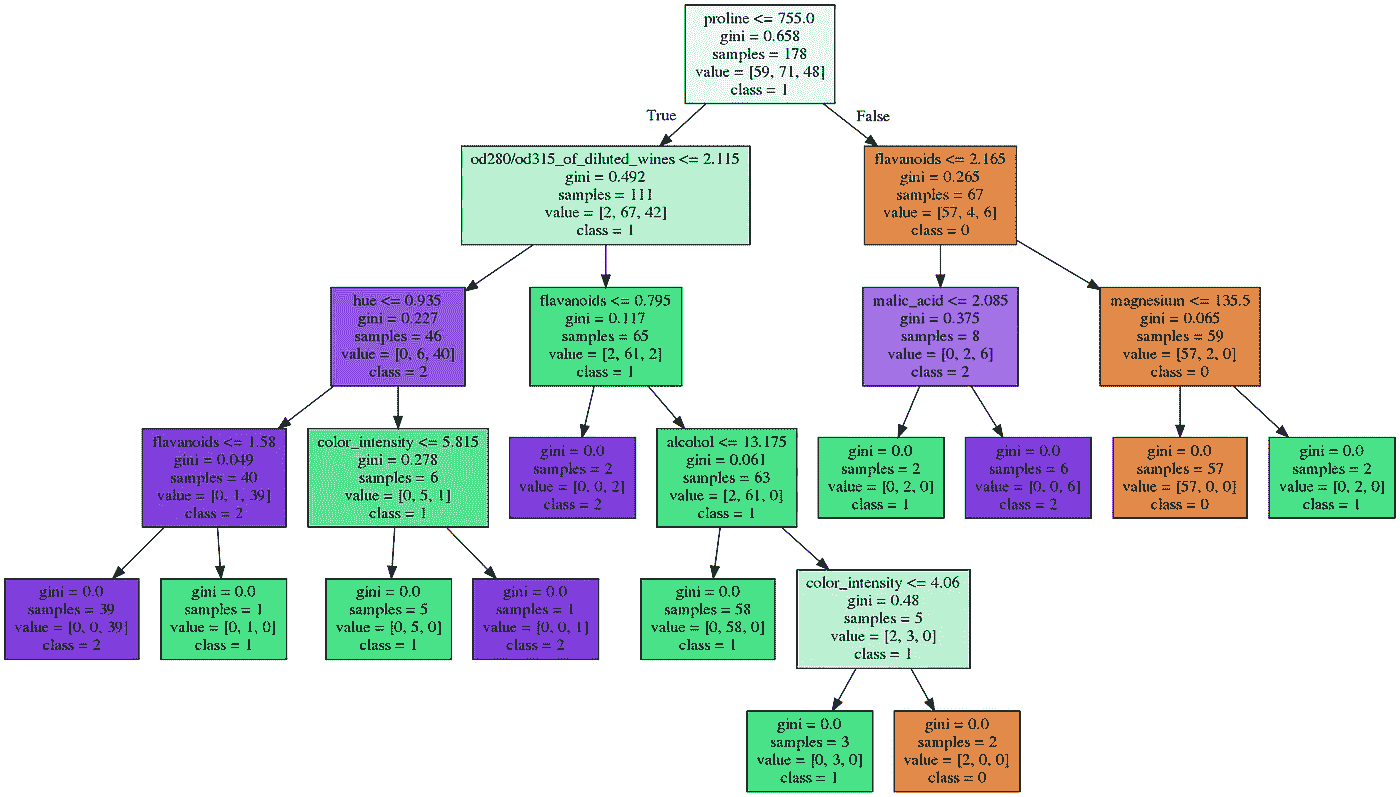 proline <= 755.0
gini = 0.658
samples = 178
value = [59, 71, 48]
class = 1
True
False
od280/od315_of_diluted_wines <= 2.115
gini = 0.492
samples = 111
value = [2, 67, 42]
class = 1
flavanoids <= 2.165
gini = 0.265
samples = 67
value = [57, 4, 6]
class = 0
hue <= 0.935
gini = 0.227
samples = 46
value = [0, 6, 40]
class = 2
flavanoids <= 0.795
gini = 0.117
samples = 65
value = [2, 61, 2]
class = 1
malic_acid <= 2.085
gini = 0.375
samples = 8
value = [0, 2, 6]
class = 2
magnesium <= 135.5
gini = 0.065
samples = 59
value = [57, 2, 0]
class = 0
flavanoids <= 1.58
gini = 0.049
samples = 40
value = [0, 1, 39]
class = 2
color_intensity <= 5.815
gini = 0.278
samples = 6
value = [0, 5, 1]
class = 1
gini = 0.0
samples = 2
value = [0, 0, 2]
class = 2
alcohol <= 13.175
gini = 0.061
samples = 63
value = [2, 61, 0]
class = 1
gini = 0.0
samples = 2
value = [0, 2, 0]
class = 1
gini = 0.0
samples = 6
value = [0, 0, 6]
class = 2
gini = 0.0
samples = 57
value = [57, 0, 0]
class = 0
gini = 0.0
samples = 2
value = [0, 2, 0]
class = 1
gini = 0.0
samples = 39
value = [0, 0, 39]
class = 2
gini = 0.0
samples = 1
value = [0, 1, 0]
class = 1
gini = 0.0
samples = 5
value = [0, 5, 0]
class = 1
gini = 0.0
samples = 1
value = [0, 0, 1]
class = 2
gini = 0.0
samples = 58
value = [0, 58, 0]
class = 1
color_intensity <= 4.06
gini = 0.48
samples = 5
value = [2, 3, 0]
class = 1
gini = 0.0
samples = 3
value = [0, 3, 0]
class = 1
gini = 0.0
samples = 2
value = [2, 0, 0]
class = 0